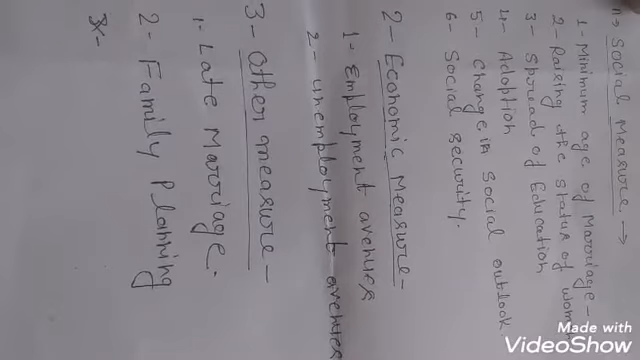 1⇒ Social Measure →
1- Minimum age of Marriage-
2- Raising the status of women
3- Spread of Education
4- Adoption
5- change in social outlook
6- Social security.
2- Economic Measure-
1- Employment avenues
2- unemployment avenues
3- Other measure-
1. Late Marriage.
2- Family Planning
3x-
Made with
VideoShow